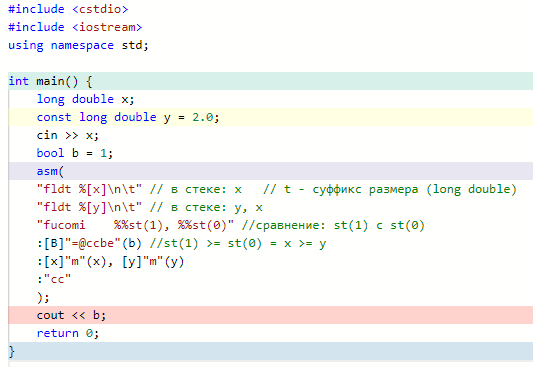 #include <cstdio>
#include <iostream>
using namespace std;
int main() {
long double x;
const long double y = 2.0;
cin >> x;
bool b = 1;
asm(
"fldt %[x]\n\t" // в стеке: x // t - суффикс размера (long double)
"fldt %[y]\n\t" // в стеке: y, x
"fucomi %%st(1), %%st(0)" //сравнение: st(1) с st(0)
:[B]"=@ccbe"(b) //st(1) >= st(0) = x >= y
:[x]"m"(x), [y]"m"(y)
:"cc"
);
cout << b;
return 0;
}